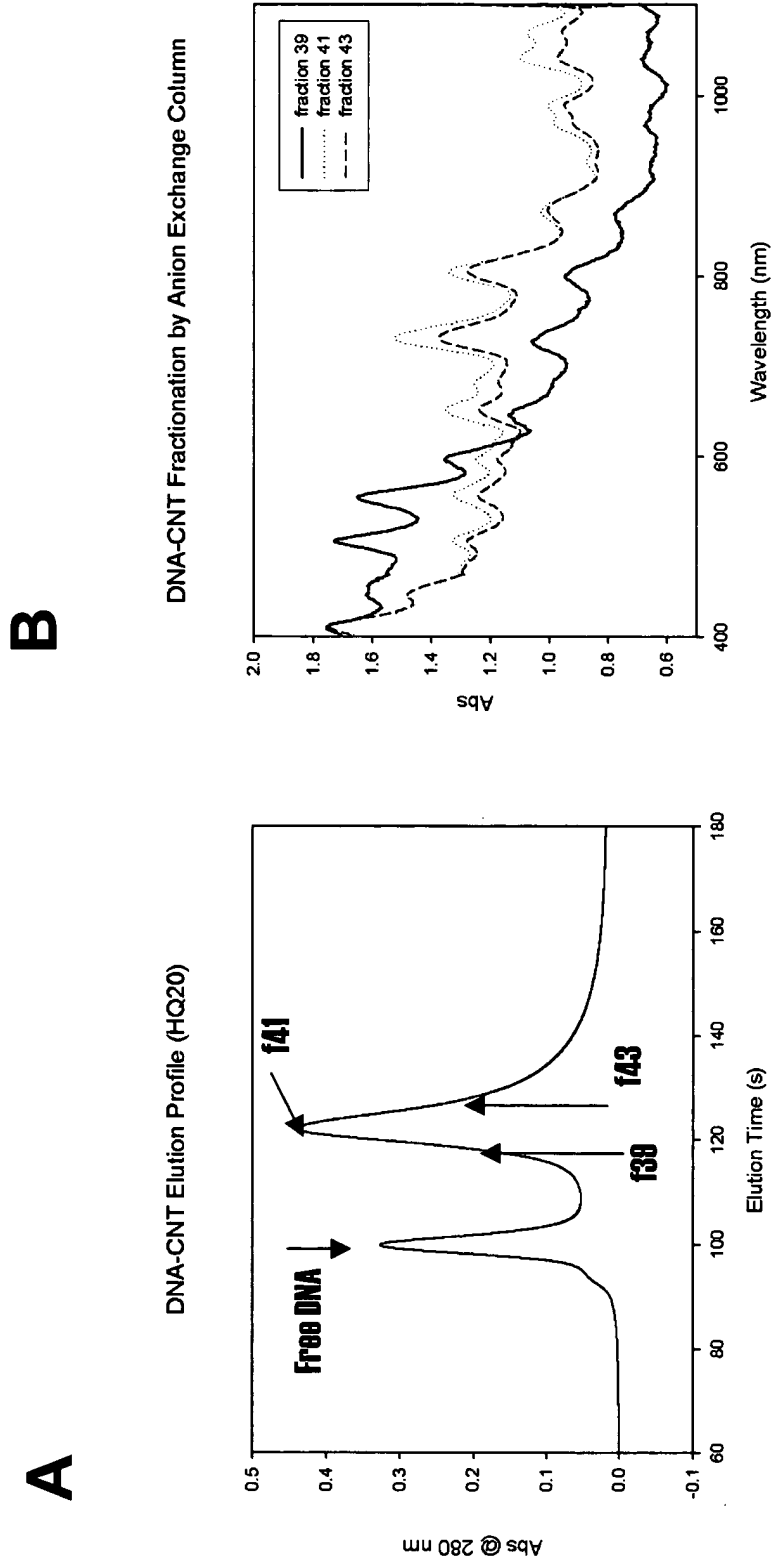 A
DNA-CNT Elution Profile (HQ20)
Abs @ 280 nm
0.5
0.4
0.3
0.2
0.1
0.0
-0.1
Free DNA
f41
f39
f43
60
80
100
120
140
160
180
Elution Time (s)
B
DNA-CNT Fractionation by Anion Exchange Column
Abs
2.0
1.8
1.6
1.4
1.2
1.0
0.8
0.6
fraction 39
fraction 41
fraction 43
400
600
800
1000
Wavelength (nm)